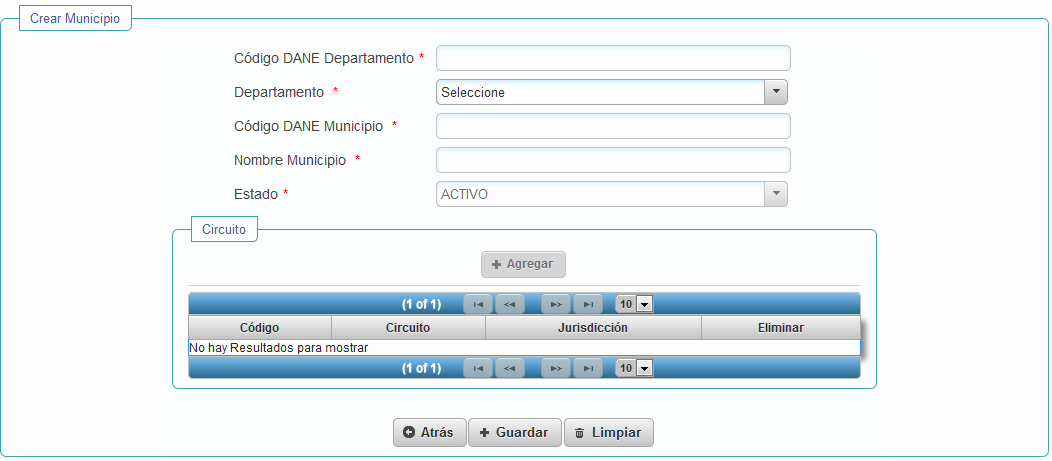 Crear Municipio
Código DANE Departamento *
Departamento * Seleccione
Código DANE Municipio *
Nombre Municipio *
Estado * ACTIVO
Circuito
Agregar
(1 of 1) 10
Código Circuito Jurisdicción Eliminar
No hay Resultados para mostrar
(1 of 1) 10
Atrás Guardar Limpiar